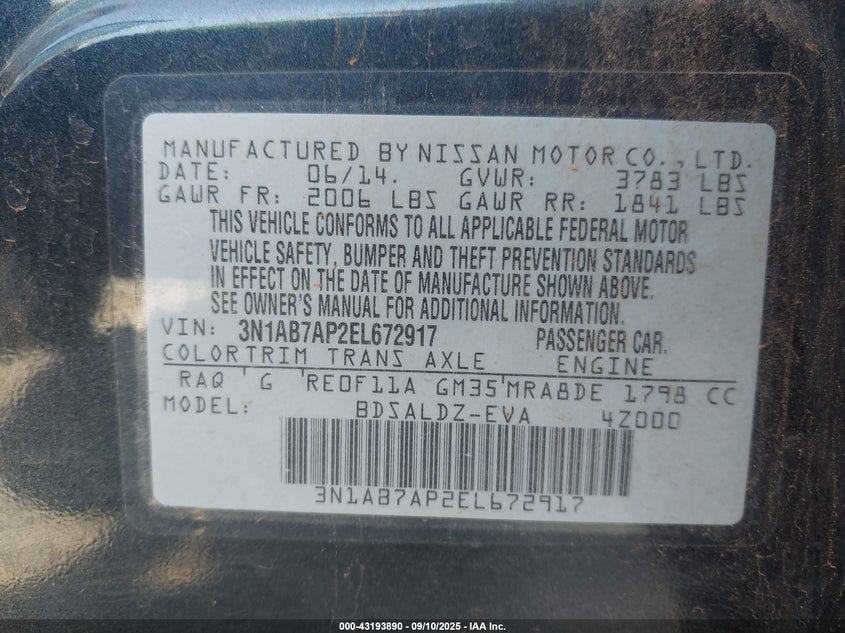 MANUFACTURED BY NISSAN MOTOR CO., LTD.
DATE: 06/14. GVWR: 3783 LBS
GAWR FR: 2006 LBS GAWR RR: 1841 LBS
THIS VEHICLE CONFORMS TO ALL APPLICABLE FEDERAL MOTOR
VEHICLE SAFETY, BUMPER AND THEFT PREVENTION STANDARDS
IN EFFECT ON THE DATE OF MANUFACTURE SHOWN ABOVE.
SEE OWNER'S MANUAL FOR ADDITIONAL INFORMATION.
VIN: 3N1AB7AP2EL672917 PASSENGER CAR.
COLOR TRIM TRANS AXLE ENGINE
RAQ G RE0F11A GM35 MRA8DE 1798 CC
MODEL: BDSALDZ-EVA 4Z000
3N1AB7AP2EL672917
000-43193890 - 09/10/2025 - IAA Inc.